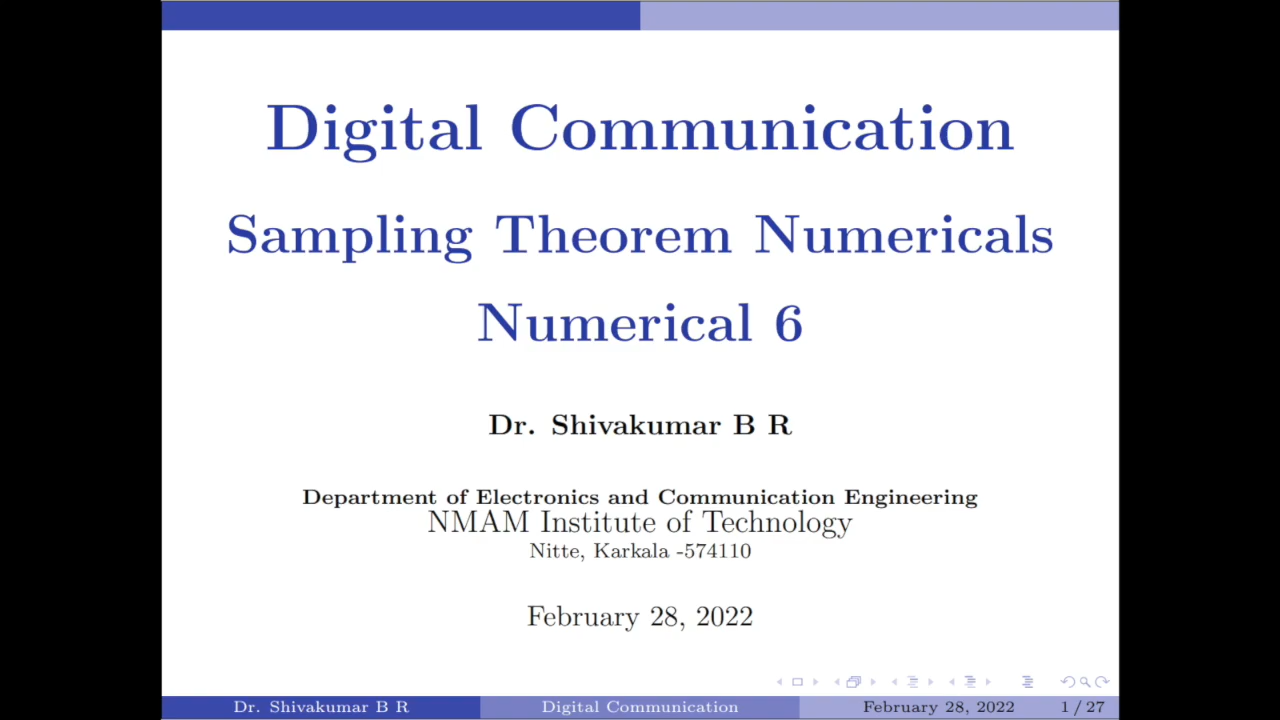 Digital Communication
Sampling Theorem Numericals
Numerical 6
Dr. Shivakumar B R
Department of Electronics and Communication Engineering
NMAM Institute of Technology
Nitte, Karkala -574110
February 28, 2022
Dr. Shivakumar B R Digital Communication February 28, 2022 1 / 27